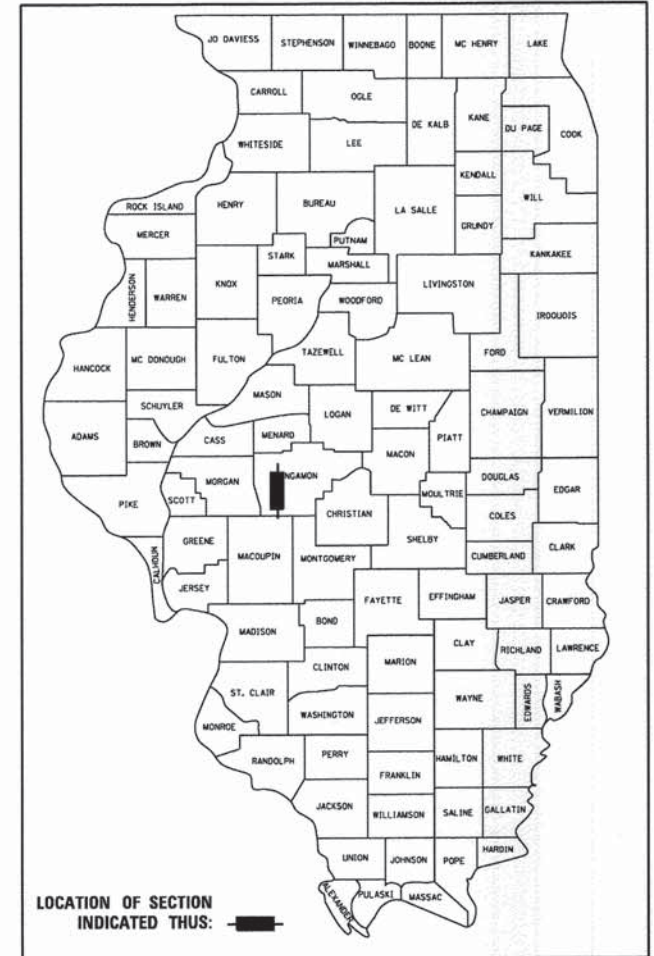 JO DAVIESS
STEPHENSON
WINNEBAGO
BOONE
MC HENRY
LAKE
CARROLL
OGLE
DE KALB
KANE
DU PAGE
COOK
WHITESIDE
LEE
KENDALL
WILL
ROCK ISLAND
HENRY
BUREAU
LA SALLE
GRUNDY
MERCER
PUTNAM
STARK
MARSHALL
KANKAKEE
HENDERSON
WARREN
KNOX
PEORIA
WOODFORD
LIVINGSTON
IROQUOIS
HANCOCK
MC DONOUGH
FULTON
TAZEWELL
MC LEAN
FORD
MASON
SCHUYLER
LOGAN
DE WITT
CHAMPAIGN
VERMILION
ADAMS
BROWN
CASS
MENARD
PIATT
MACON
MORGAN
NGAMON
SCOTT
CHRISTIAN
MOULTRIE
DOUGLAS
EDGAR
PIKE
COLES
GREENE
MACOUPIN
MONTGOMERY
SHELBY
CUMBERLAND
CLARK
CALHOUN
JERSEY
FAYETTE
EFFINGHAM
JASPER
CRAWFORD
MADISON
BOND
CLAY
RICHLAND
LAWRENCE
CLINTON
MARION
ST. CLAIR
WAYNE
EDWARDS
WABASH
WASHINGTON
JEFFERSON
MONROE
RANDOLPH
PERRY
HAMILTON
WHITE
FRANKLIN
JACKSON
WILLIAMSON
SALINE
GALLATIN
UNION
JOHNSON
POPE
HARDIN
ALEXANDER
PULASKI
MASSAC
LOCATION OF SECTION
INDICATED THUS: